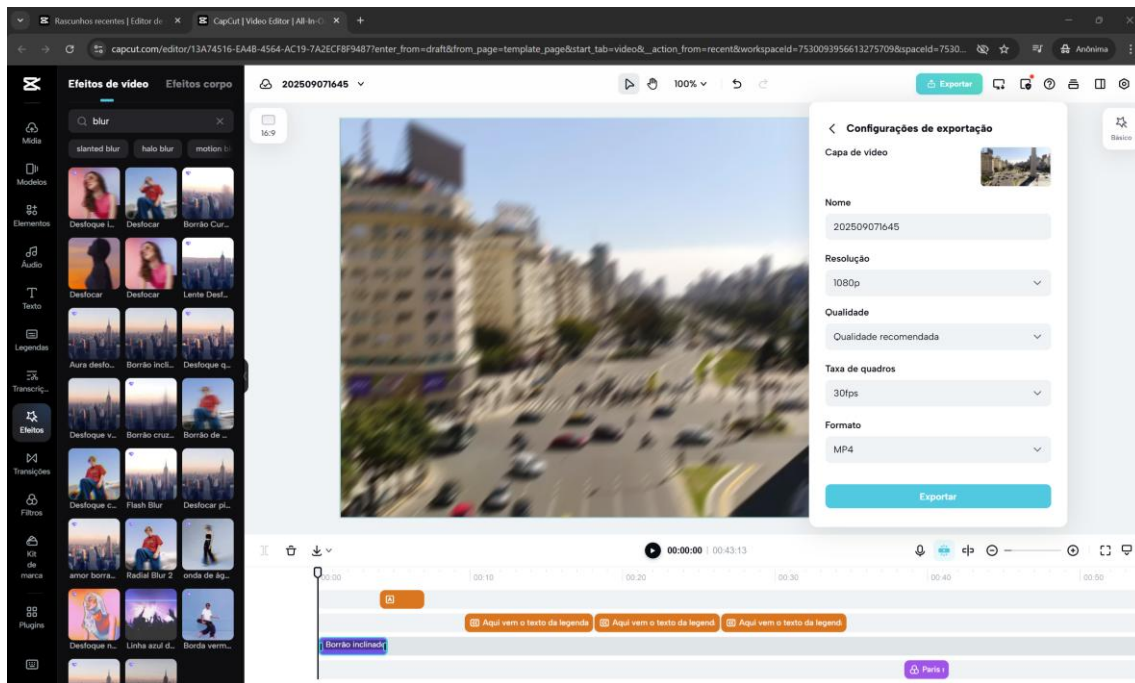 Rascunhos recentes | Editor de
CapCut | Video Editor | All-In-O
capcut.com/editor/13A74516-EA4B-4564-AC19-7A2ECF8F9487?enter_from=draft&from_page=template_page&start_tab=video&_action_from=recent&workspaceId=7530093956613275709&spaceId=7530...
Anônima
Efeitos de vídeo
Efeitos corpo
202509071645
100%
Exportar
blur
slanted blur
halo blur
motion bl
16:9
Básico
Mídia
Modelos
Elementos
Áudio
Texto
Legendas
Transcriç...
Efeitos
Transições
Filtros
Kit
de
marca
Plugins
Desfoque i...
Desfocar
Borrão Cur...
Desfocar
Desfocar
Lente Desf...
Aura desfo...
Borrão incli...
Desfoque q...
Desfoque v...
Borrão cruz...
Borrão de ...
Desfoque c...
Flash Blur
Desfocar pi...
amor borra...
Radial Blur 2
onda de ág...
Desfoque n...
Linha azul d...
Borda verm...
Configurações de exportação
Capa de vídeo
Nome
202509071645
Resolução
1080p
Qualidade
Qualidade recomendada
Taxa de quadros
30fps
Formato
MP4
Exportar
00:00:00 | 00:43:13
00:00
00:10
00:20
00:30
00:40
00:50
Aqui vem o texto da legenda
Aqui vem o texto da legend
Aqui vem o texto da legend
Borrão inclinado
Paris